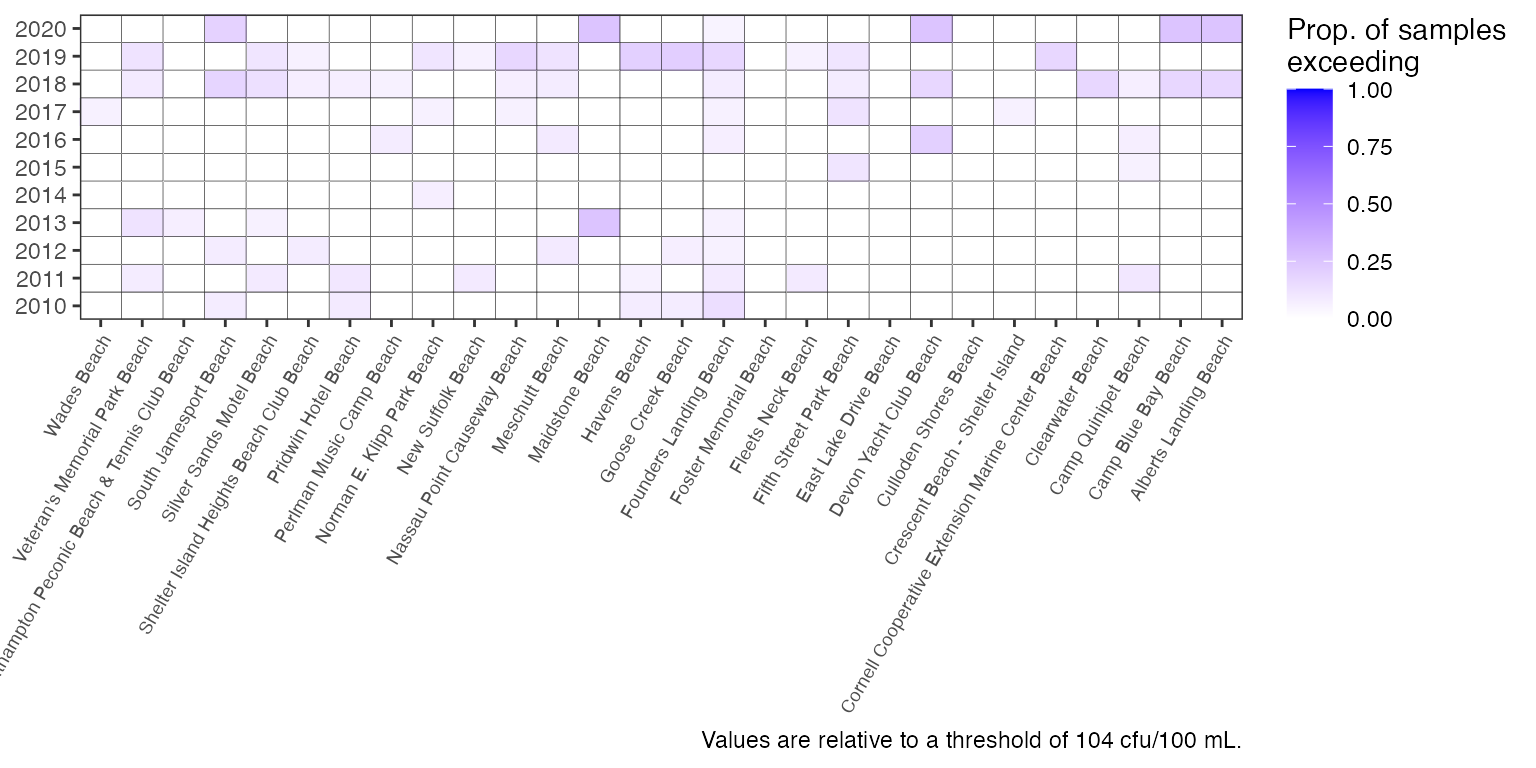 2020
2019
2018
2017
2016
2015
2014
2013
2012
2011
2010
Wades Beach
Veteran's Memorial Park Beach
Peconic Beach & Tennis Club Beach
South Jamesport Beach
Silver Sands Motel Beach
Shelter Island Heights Beach Club Beach
Pridwin Hotel Beach
Perlman Music Camp Beach
Norman E. Klipp Park Beach
New Suffolk Beach
Nassau Point Causeway Beach
Meschutt Beach
Maidstone Beach
Havens Beach
Goose Creek Beach
Founders Landing Beach
Foster Memorial Beach
Fleets Neck Beach
Fifth Street Park Beach
East Lake Drive Beach
Devon Yacht Club Beach
Culloden Shores Beach
Crescent Beach - Shelter Island
Cornell Cooperative Extension Marine Center Beach
Clearwater Beach
Camp Quinipet Beach
Camp Blue Bay Beach
Alberts Landing Beach
Prop. of samples
exceeding
1.00
0.75
0.50
0.25
0.00
Values are relative to a threshold of 104 cfu/100 mL.